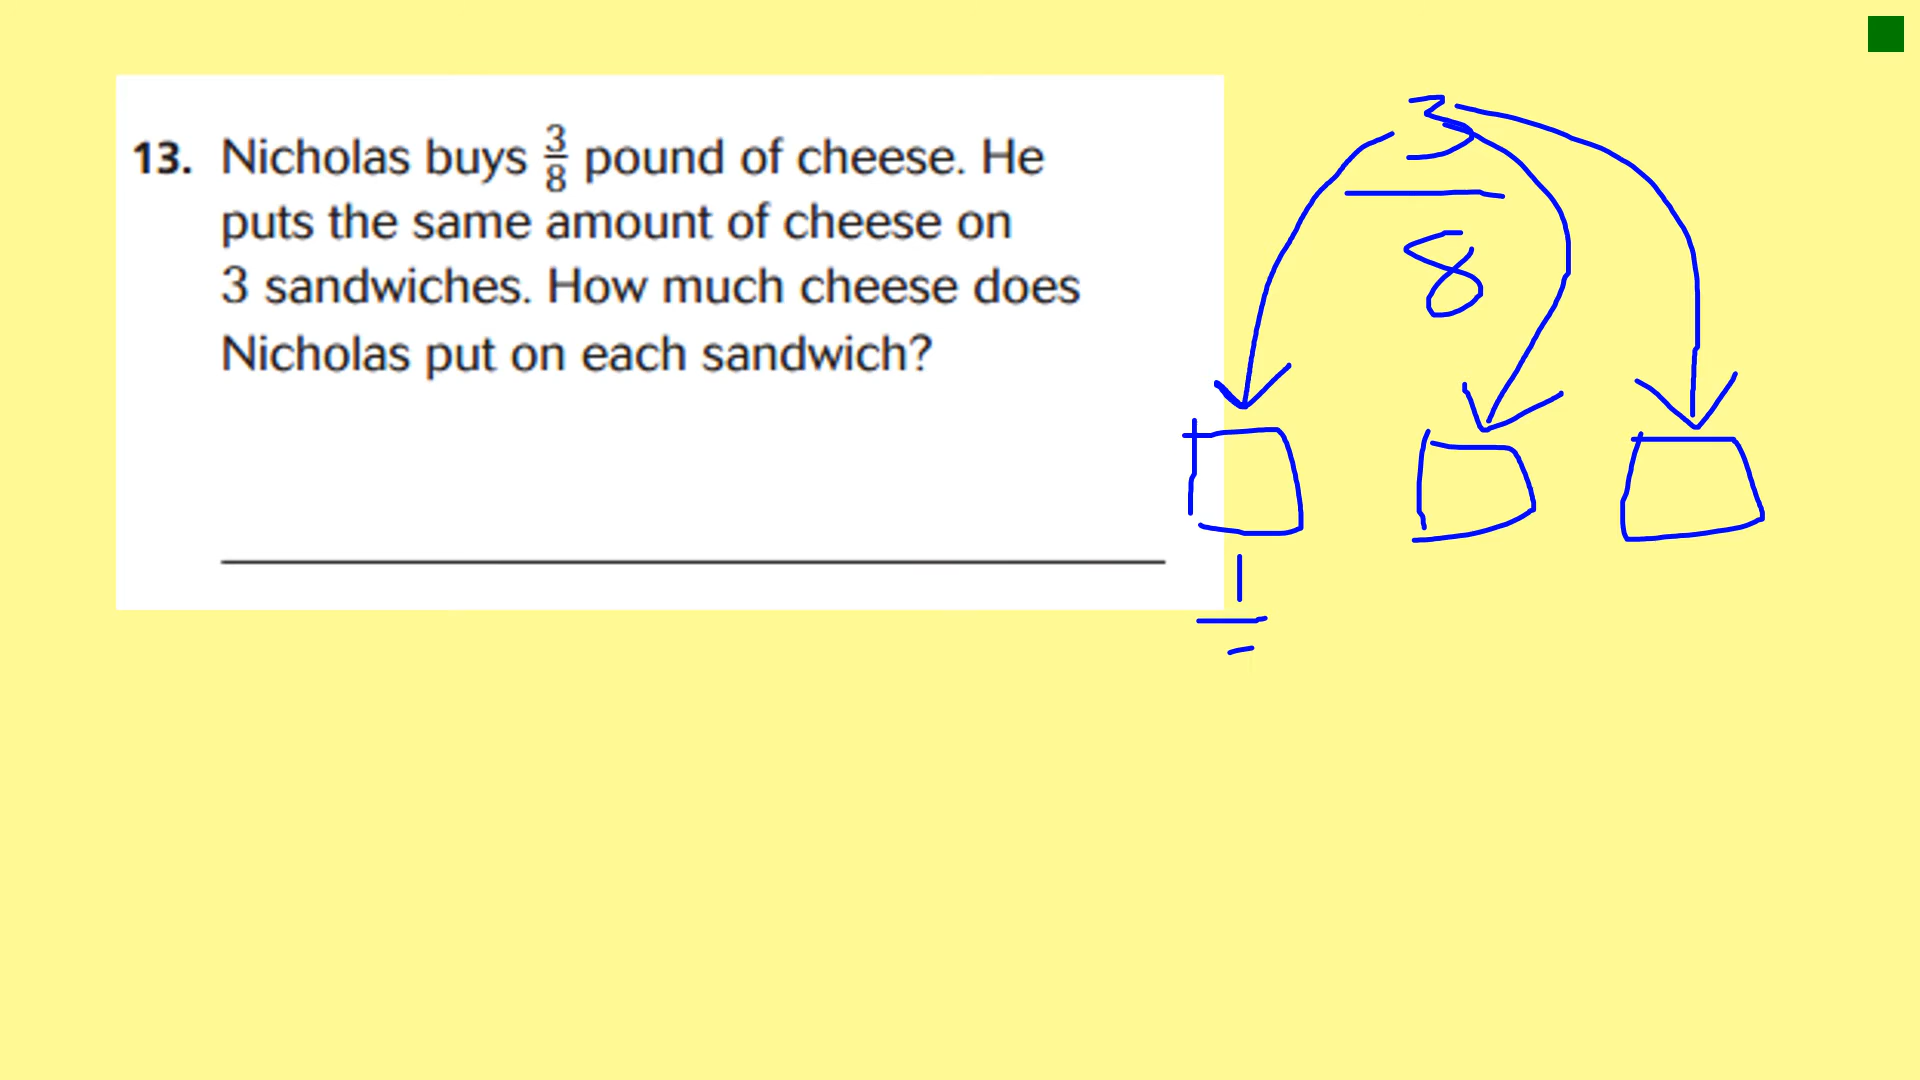 13. Nicholas buys 3/8 pound of cheese. He
puts the same amount of cheese on
3 sandwiches. How much cheese does
Nicholas put on each sandwich?
3
8
1